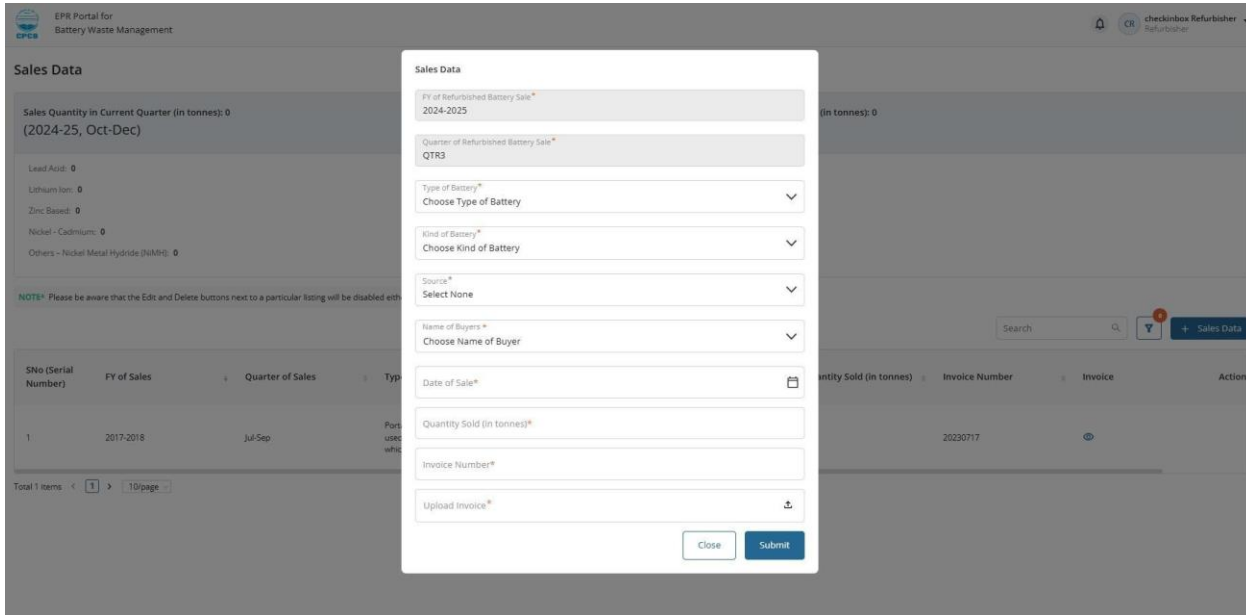 EPR Portal for
Battery Waste Management
EPCB
CR
checkinbox Refurbisher
Refurbisher
Sales Data
Sales Quantity in Current Quarter (in tonnes): 0
(2024-25, Oct-Dec)
(in tonnes): 0
Lead Acid: 0
Lithium Ion: 0
Zinc Based: 0
Nickel - Cadmium: 0
Others – Nickel Metal Hydride (NiMH): 0
NOTE* Please be aware that the Edit and Delete buttons next to a particular listing will be disabled eith
Search
+ Sales Data
SNo (Serial Number)
FY of Sales
Quarter of Sales
Typ
antity Sold (in tonnes)
Invoice Number
Invoice
Action
1
2017-2018
Jul-Sep
Porta
used
whic
20230717
Total 1 items < 1 > 10/page
Sales Data
FY of Refurbished Battery Sale*
2024-2025
Quarter of Refurbished Battery Sale*
QTR3
Type of Battery*
Choose Type of Battery
Kind of Battery*
Choose Kind of Battery
Source*
Select None
Name of Buyers *
Choose Name of Buyer
Date of Sale*
Quantity Sold (in tonnes)*
Invoice Number*
Upload Invoice*
Close
Submit